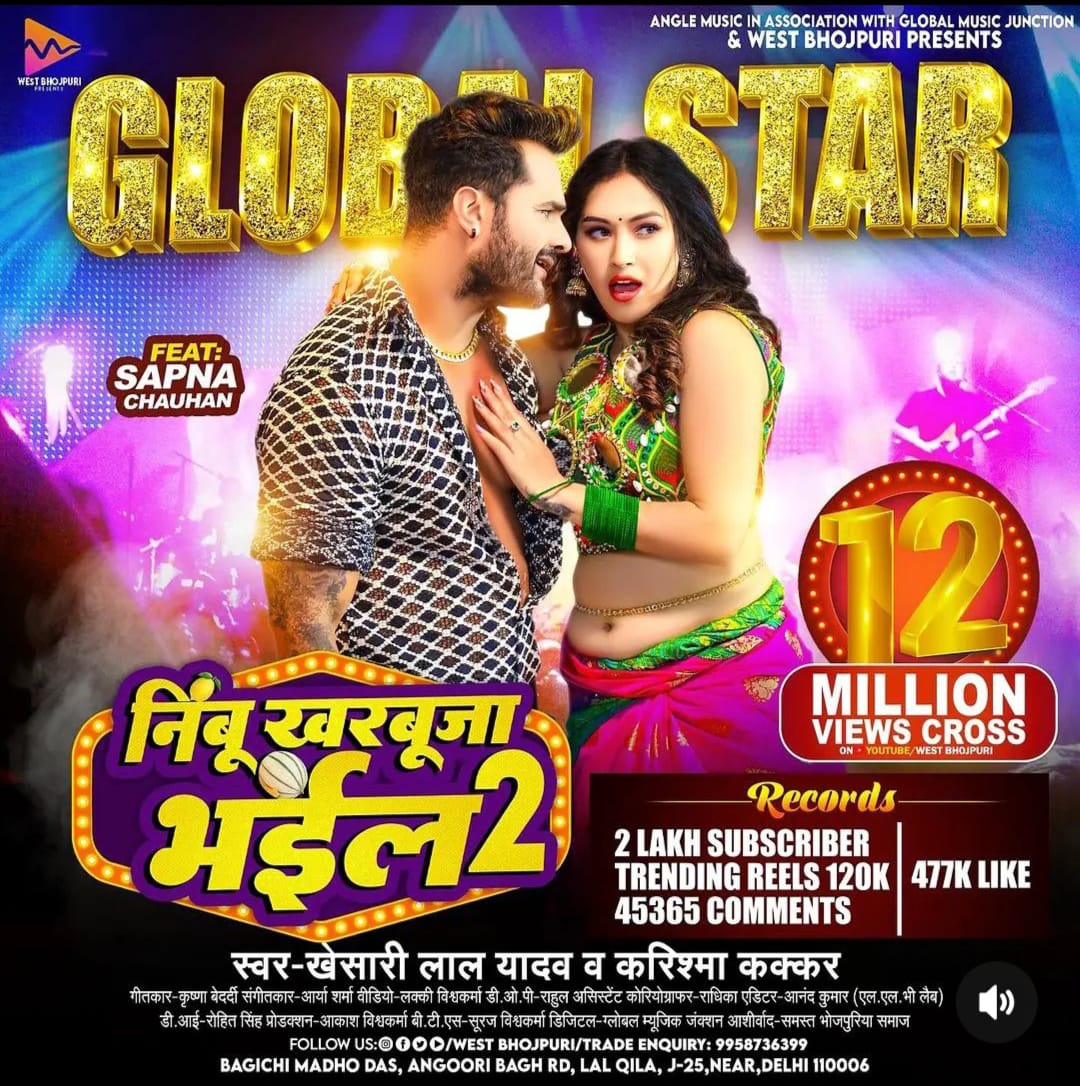 ANGLE MUSIC IN ASSOCIATION WITH GLOBAL MUSIC JUNCTION
& WEST BHOJPURI PRESENTS
WEST BHOJPURI
PRESENTS
GLOBAL STAR
FEAT:
SAPNA
CHAUHAN
12
MILLION
VIEWS CROSS
ON • YOUTUBE/WEST BHOJPURI
निंबू खरबूजा
भईल 2
Records
2 LAKH SUBSCRIBER
TRENDING REELS 120K
45365 COMMENTS
477K LIKE
स्वर-खेसारी लाल यादव व करिश्मा कक्कर
गीतकार-कृष्णा बेदर्दी संगीतकार-आर्या शर्मा वीडियो-लक्की विश्वकर्मा डी.ओ.पी-राहुल असिस्टेंट कोरियोग्राफर-राधिका एडिटर-आनंद कुमार (एल.एल.भी लैब)
डी.आई-रोहित सिंह प्रोडक्शन-आकाश विश्वकर्मा बी.टी.एस-सूरज विश्वकर्मा डिजिटल-ग्लोबल म्यूजिक जंक्शन आशीर्वाद-समस्त भोजपुरिया समाज
FOLLOW US:/WEST BHOJPURI/TRADE ENQUIRY: 9958736399
BAGICHI MADHO DAS, ANGOORI BAGH RD, LAL QILA, J-25,NEAR,DELHI 110006